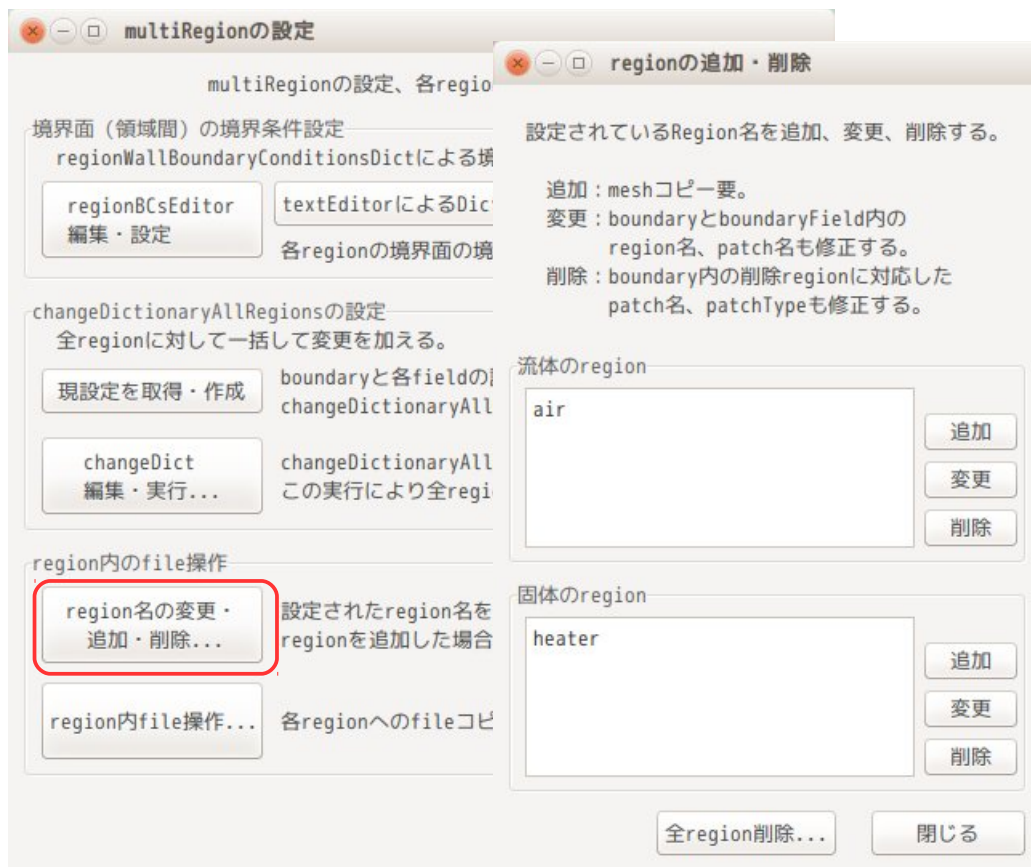 multiRegionの設定
multiRegionの設定、各regio
境界面（領域間）の境界条件設定
regionWallBoundaryConditionsDictによる境
regionBCsEditor
編集・設定
textEditorによるDic
各regionの境界面の境
changeDictionaryAllRegionsの設定
全regionに対して一括して変更を加える。
現設定を取得・作成
boundaryと各fieldの
changeDictionaryAll
changeDict
編集・実行...
changeDictionaryAll
この実行により全regi
region内のfile操作
region名の変更・
追加・削除...
設定されたregion名を
regionを追加した場合
region内file操作...
各regionへのfileコピ
regionの追加・削除
設定されているRegion名を追加、変更、削除する。
追加：meshコピー要。
変更：boundaryとboundaryField内の
region名、patch名も修正する。
削除：boundary内の削除regionに対応した
patch名、patchTypeも修正する。
流体のregion
air
追加
変更
削除
固体のregion
heater
追加
変更
削除
全region削除...
閉じる